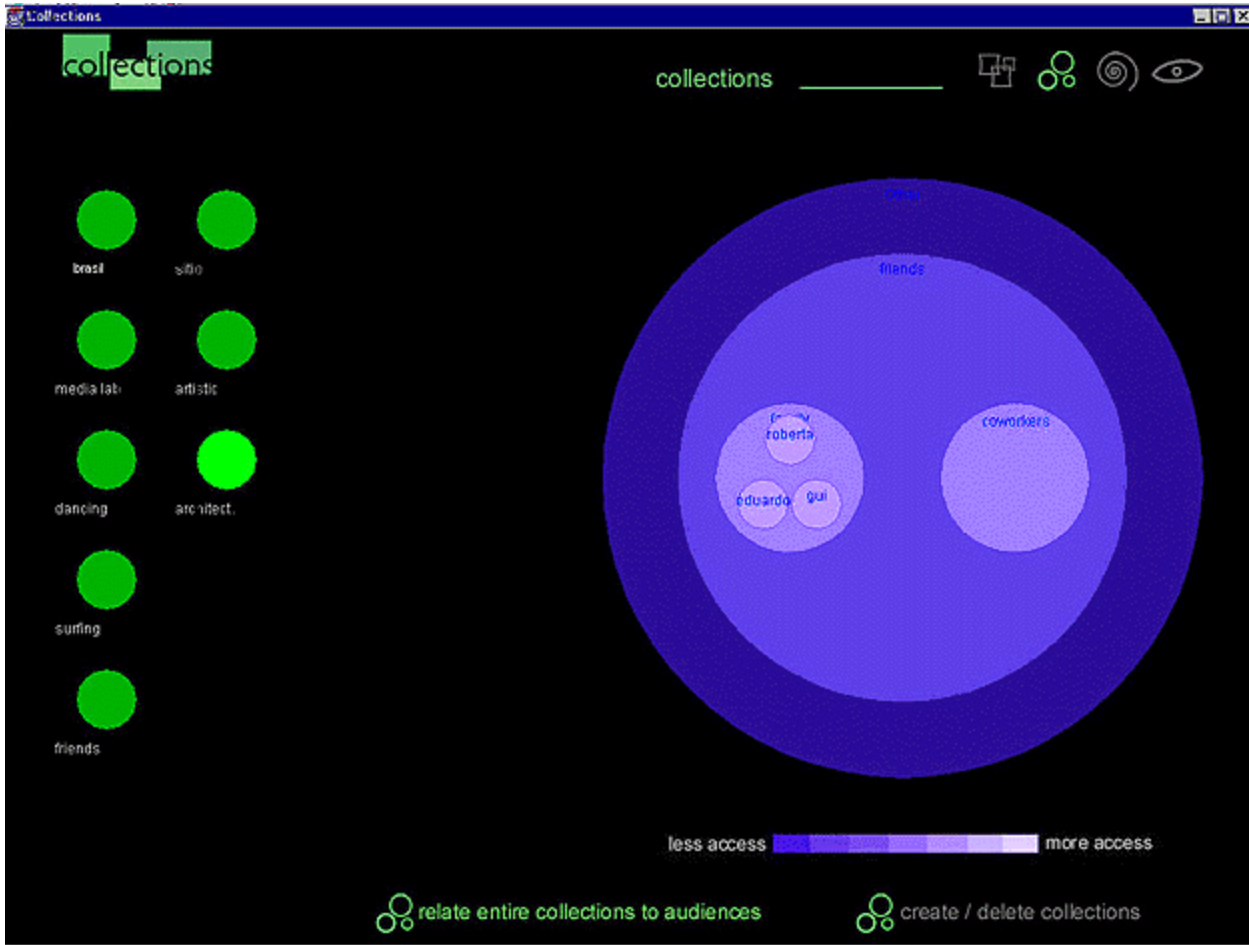 Collections
collections
collections
brasil
sitio
media lab
artistic
dancing
architect.
surfing
friends
friends
roberta
eduardo
gui
coworkers
less access
more access
relate entire collections to audiences
create / delete collections